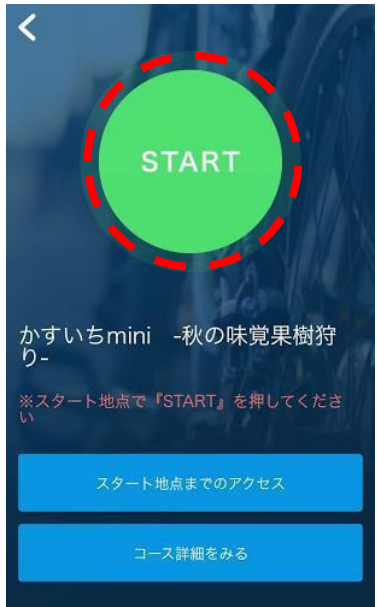 START
かすいちmini　-秋の味覚果樹狩
り-
※スタート地点で『START』を押してくださ
い
スタート地点までのアクセス
コース詳細をみる